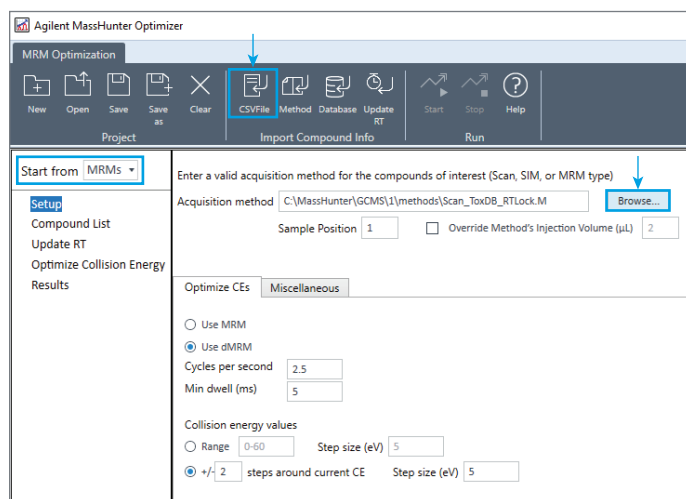 Agilent MassHunter Optimizer
MRM Optimization
New Open Save Save as Clear CSVFile Method Database Update RT Start Stop Help
Project Import Compound Info Run
Start from MRMs
Setup
Compound List
Update RT
Optimize Collision Energy
Results
Enter a valid acquisition method for the compounds of interest (Scan, SIM, or MRM type)
Acquisition method C:\MassHunter\GCMS\1\methods\Scan_ToxDB_RTLock.M Browse...
Sample Position 1 Override Method's Injection Volume (μL) 2
Optimize CEs Miscellaneous
Use MRM
Use dMRM
Cycles per second 2.5
Min dwell (ms) 5
Collision energy values
Range 0-60 Step size (eV) 5
+/- 2 steps around current CE Step size (eV) 5